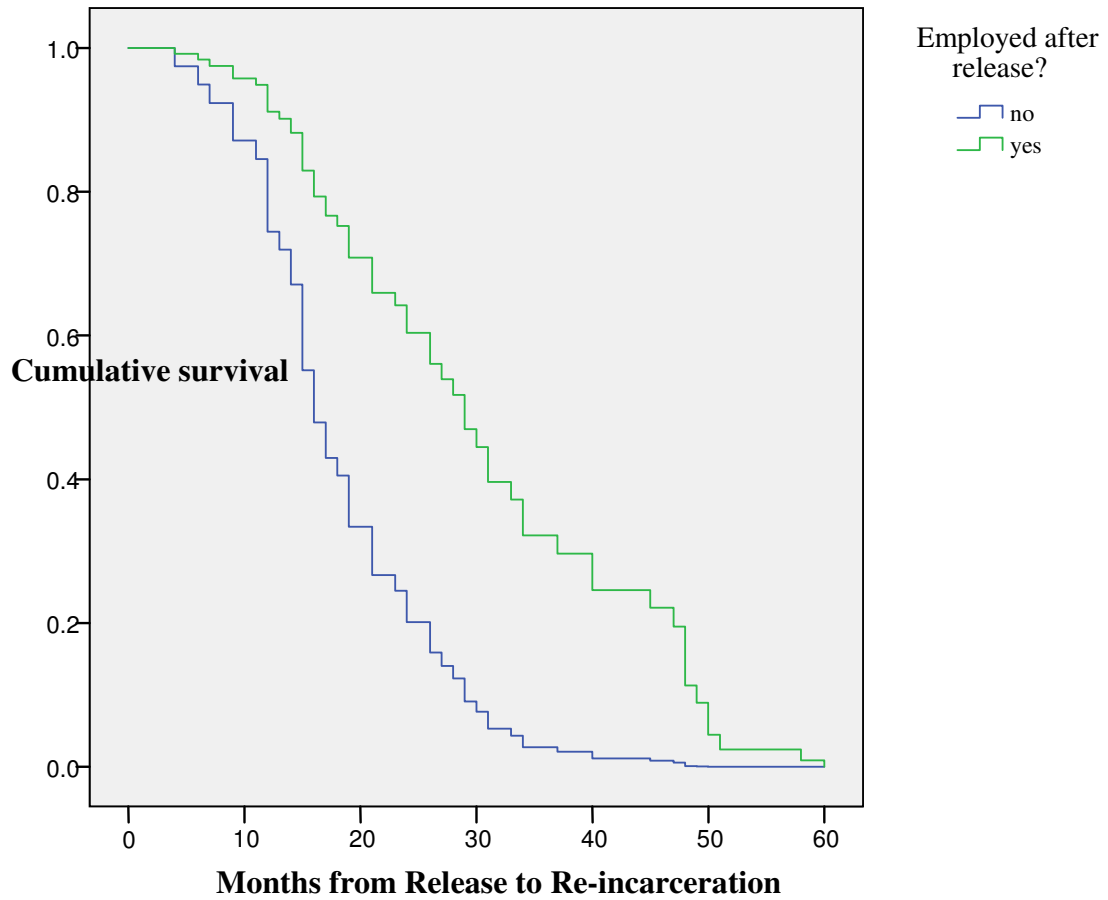 Employed after
release?
no
yes
1.0
0.8
0.6
Cumulative survival
0.4
0.2
0.0
0 10 20 30 40 50 60
Months from Release to Re-incarceration